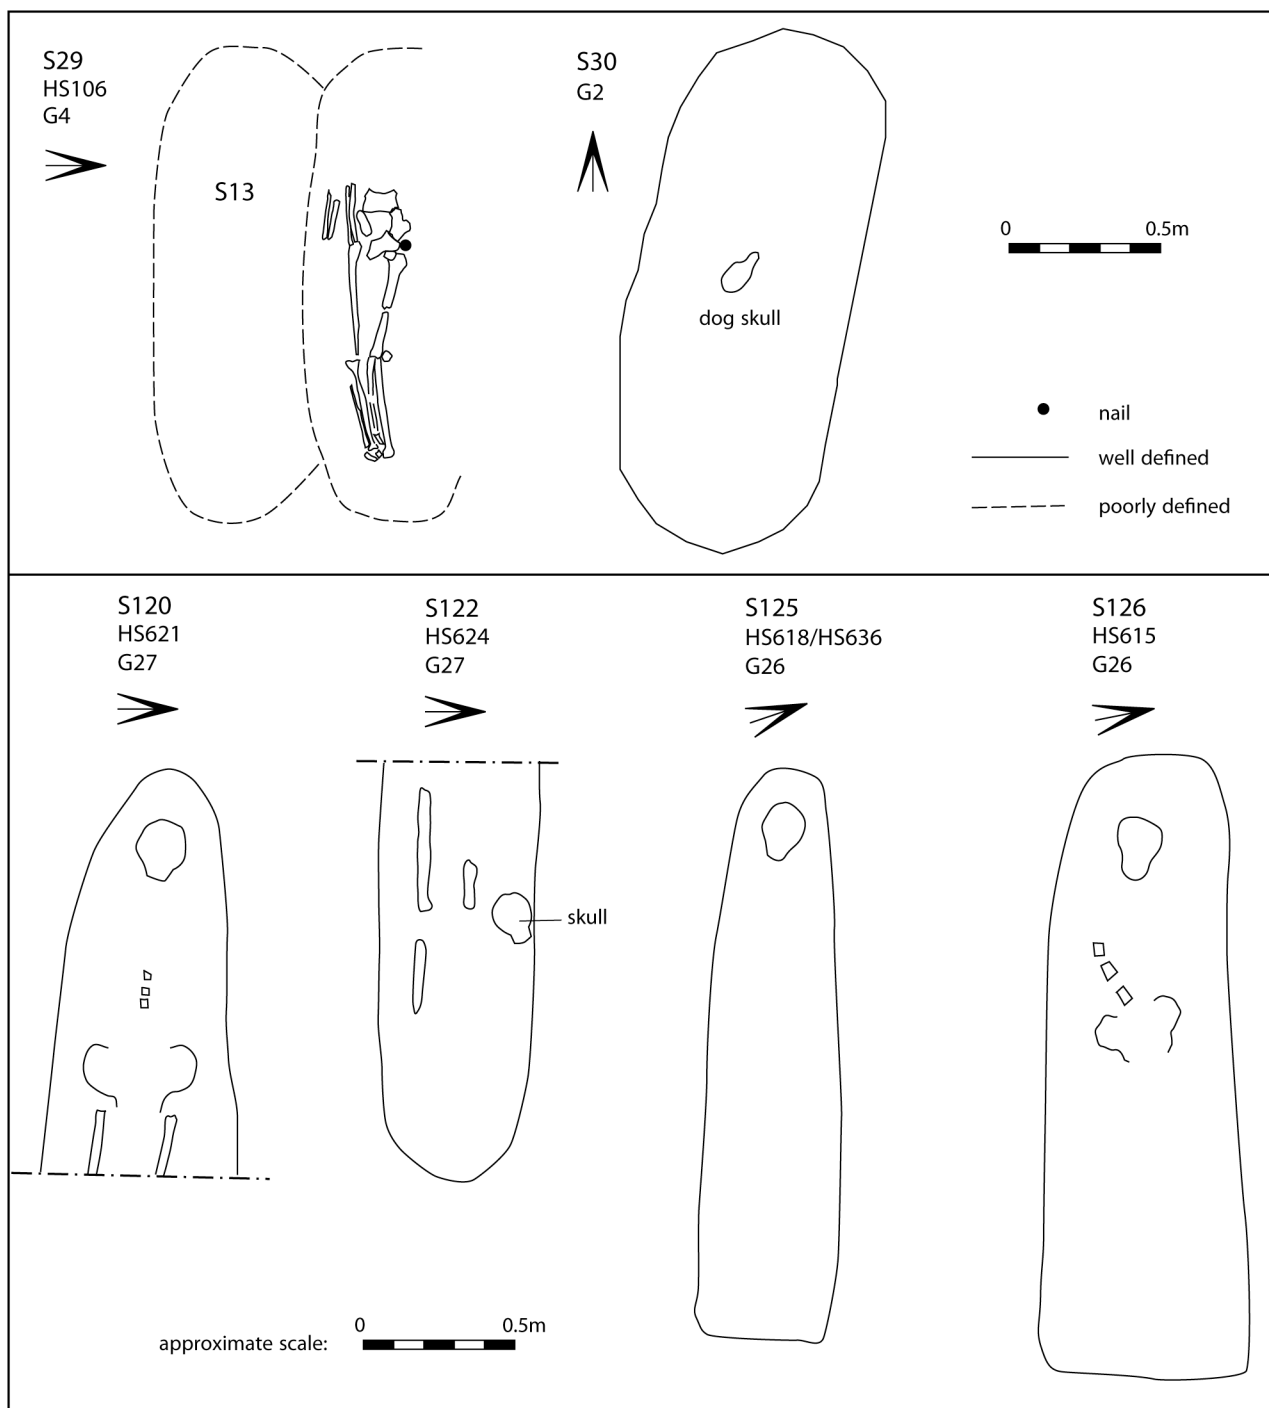 S29
HS106
G4
S13
S30
G2
dog skull
0 0.5m
nail
well defined
poorly defined
S120
HS621
G27
S122
HS624
G27
skull
S125
HS618/HS636
G26
S126
HS615
G26
approximate scale:
0 0.5m